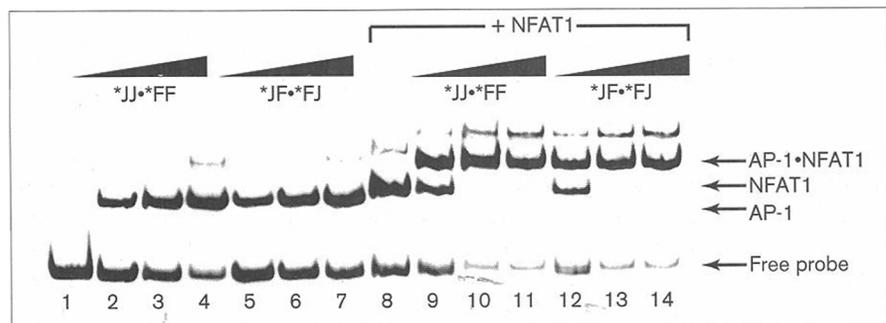 + NFAT1
*JJ•*FF *JF•*FJ *JJ•*FF *JF•*FJ
AP-1•NFAT1
NFAT1
AP-1
Free probe
1 2 3 4 5 6 7 8 9 10 11 12 13 14